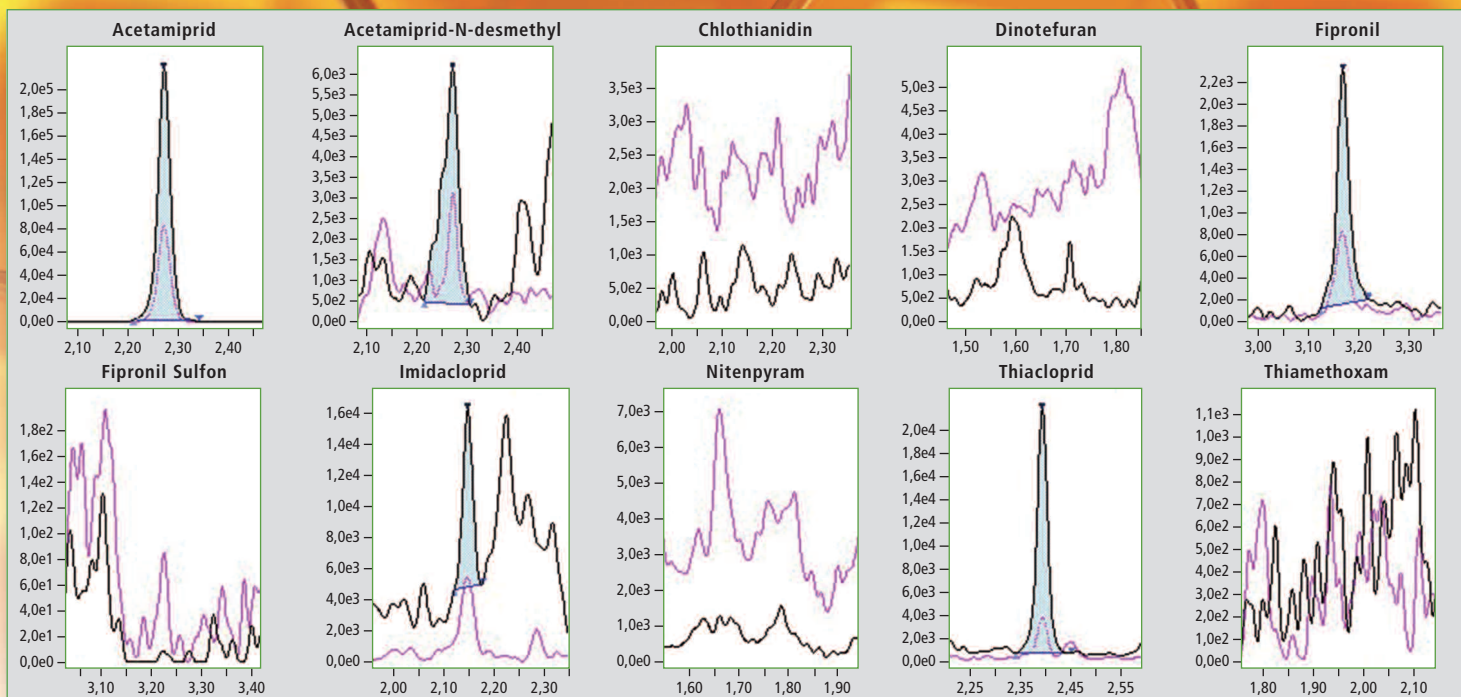 Acetamiprid
2,0e5
1,8e5
1,6e5
1,4e5
1,2e5
1,0e5
8,0e4
6,0e4
4,0e4
2,0e4
0,0e0
2,10 2,20 2,30 2,40
Acetamiprid-N-desmethyl
6,0e3
5,5e3
5,0e3
4,5e3
4,0e3
3,5e3
3,0e3
2,5e3
2,0e3
1,5e3
1,0e3
5,0e2
0,0e0
2,10 2,20 2,30 2,40
Chlothianidin
3,5e3
3,0e3
2,5e3
2,0e3
1,5e3
1,0e3
5,0e2
0,0e0
2,00 2,10 2,20 2,30
Dinotefuran
5,0e3
4,5e3
4,0e3
3,5e3
3,0e3
2,5e3
2,0e3
1,5e3
1,0e3
5,0e2
0,0e0
1,50 1,60 1,70 1,80
Fipronil
2,2e3
2,0e3
1,8e3
1,6e3
1,4e3
1,2e3
1,0e3
8,0e0
6,0e0
4,0e0
2,0e0
0,0e0
3,00 3,10 3,20 3,30
Fipronil Sulfon
1,8e2
1,6e2
1,4e2
1,2e2
1,0e2
8,0e1
6,0e1
4,0e1
2,0e1
0,0e0
3,10 3,20 3,30 3,40
Imidacloprid
1,6e4
1,4e4
1,2e4
1,0e4
8,0e3
6,0e3
4,0e3
2,0e3
0,0e0
2,00 2,10 2,20 2,30
Nitenpyram
7,0e3
6,0e3
5,0e3
4,0e3
3,0e3
2,0e3
1,0e3
0,0e0
1,60 1,70 1,80 1,90
Thiacloprid
2,0e4
1,8e4
1,6e4
1,4e4
1,2e4
1,0e4
8,0e3
6,0e3
4,0e3
2,0e3
0,0e0
2,25 2,35 2,45 2,55
Thiamethoxam
1,1e3
1,0e3
9,0e2
8,0e2
7,0e2
6,0e2
5,0e2
4,0e2
3,0e2
2,0e2
1,0e2
0,0e0
1,80 1,90 2,00 2,10